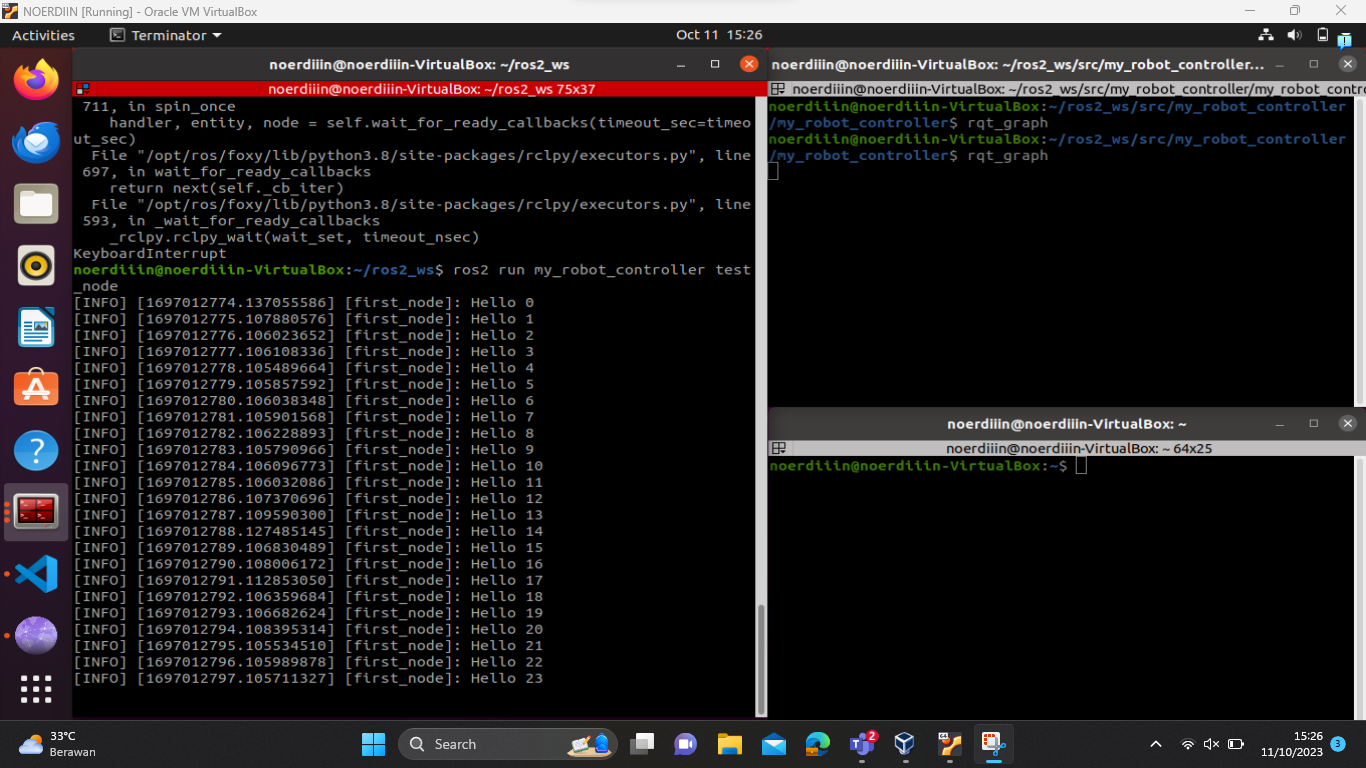 NOERDIIN [Running] - Oracle VM VirtualBox
Activities
Terminator
Oct 11 15:26
noerdiiin@noerdiiin-VirtualBox: ~/ros2_ws
noerdiiin@noerdiiin-VirtualBox: ~/ros2_ws 75x37
711, in spin_once
handler, entity, node = self.wait_for_ready_callbacks(timeout_sec=timeo
ut_sec)
File "/opt/ros/foxy/lib/python3.8/site-packages/rclpy/executors.py", line
697, in wait_for_ready_callbacks
return next(self._cb_iter)
File "/opt/ros/foxy/lib/python3.8/site-packages/rclpy/executors.py", line
593, in _wait_for_ready_callbacks
_rclpy.rclpy_wait(wait_set, timeout_nsec)
KeyboardInterrupt
noerdiiin@noerdiiin-VirtualBox:~/ros2_ws$ ros2 run my_robot_controller test
_node
[INFO] [1697012774.137055586] [first_node]: Hello 0
[INFO] [1697012775.107880576] [first_node]: Hello 1
[INFO] [1697012776.106023652] [first_node]: Hello 2
[INFO] [1697012777.106108336] [first_node]: Hello 3
[INFO] [1697012778.105489664] [first_node]: Hello 4
[INFO] [1697012779.105857592] [first_node]: Hello 5
[INFO] [1697012780.106038348] [first_node]: Hello 6
[INFO] [1697012781.105901568] [first_node]: Hello 7
[INFO] [1697012782.106228893] [first_node]: Hello 8
[INFO] [1697012783.105790966] [first_node]: Hello 9
[INFO] [1697012784.106096773] [first_node]: Hello 10
[INFO] [1697012785.106032086] [first_node]: Hello 11
[INFO] [1697012786.107370696] [first_node]: Hello 12
[INFO] [1697012787.109590300] [first_node]: Hello 13
[INFO] [1697012788.127485145] [first_node]: Hello 14
[INFO] [1697012789.106830489] [first_node]: Hello 15
[INFO] [1697012790.108006172] [first_node]: Hello 16
[INFO] [1697012791.112853050] [first_node]: Hello 17
[INFO] [1697012792.106359684] [first_node]: Hello 18
[INFO] [1697012793.106682624] [first_node]: Hello 19
[INFO] [1697012794.108395314] [first_node]: Hello 20
[INFO] [1697012795.105534510] [first_node]: Hello 21
[INFO] [1697012796.105989878] [first_node]: Hello 22
[INFO] [1697012797.105711327] [first_node]: Hello 23
noerdiiin@noerdiiin-VirtualBox: ~/ros2_ws/src/my_robot_controller...
noerdiiin@noerdiiin-VirtualBox: ~/ros2_ws/src/my_robot_controller/my_robot_contr
noerdiiin@noerdiiin-VirtualBox:~/ros2_ws/src/my_robot_controller
/my_robot_controller$ rqt_graph
noerdiiin@noerdiiin-VirtualBox:~/ros2_ws/src/my_robot_controller
/my_robot_controller$ rqt_graph
noerdiiin@noerdiiin-VirtualBox: ~
noerdiiin@noerdiiin-VirtualBox: ~ 64x25
noerdiiin@noerdiiin-VirtualBox:~$
33°C
Berawan
Search
2
15:26
11/10/2023
3